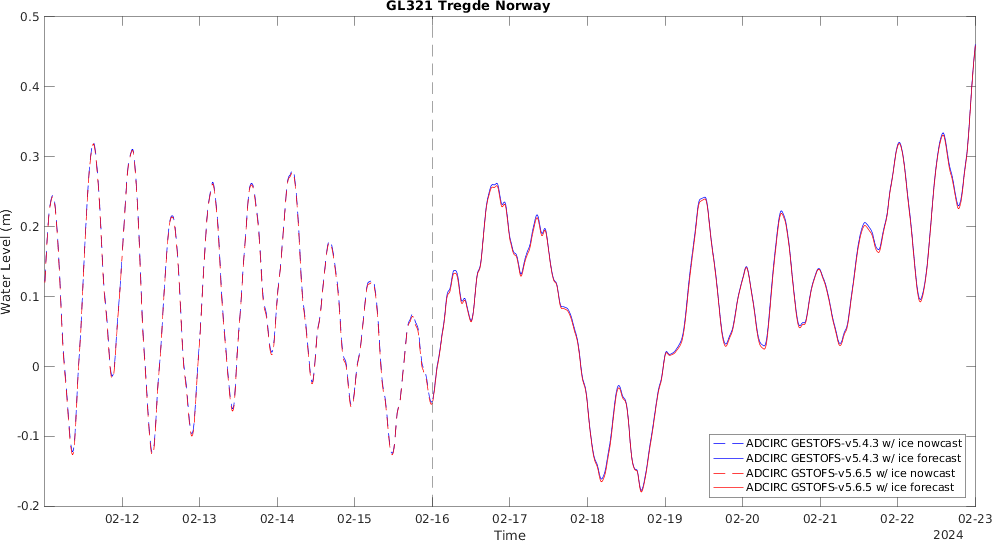 GL321 Tregde Norway
0.5
0.4
0.3
0.2
0.1
0
-0.1
-0.2
Water Level (m)
ADCIRC GESTOFS-v5.4.3 w/ ice nowcast
ADCIRC GESTOFS-v5.4.3 w/ ice forecast
ADCIRC GSTOFS-v5.6.5 w/ ice nowcast
ADCIRC GSTOFS-v5.6.5 w/ ice forecast
02-12 02-13 02-14 02-15 02-16 02-17 02-18 02-19 02-20 02-21 02-22 02-23
Time
2024